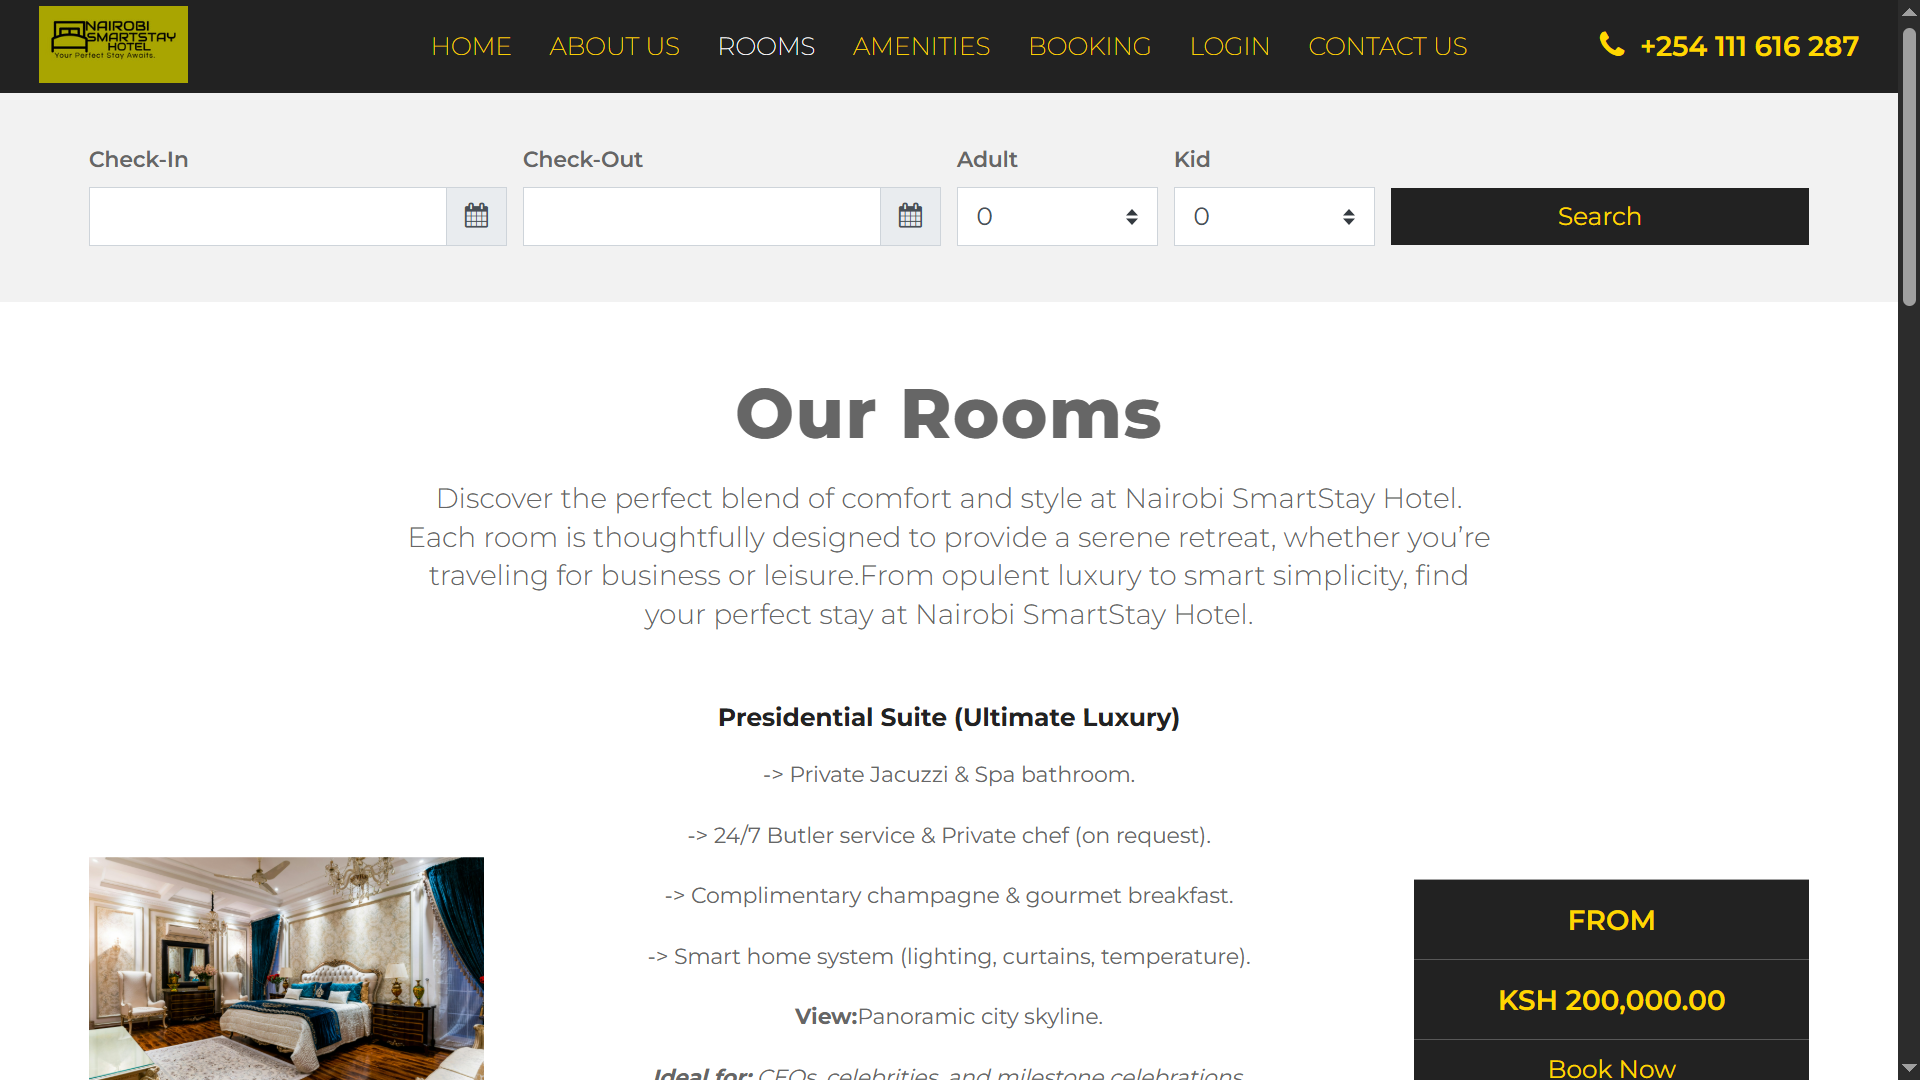 NAIROBI
SMARTSTAY
HOTEL
Your Perfect Stay Awaits.
HOME ABOUT US ROOMS AMENITIES BOOKING LOGIN CONTACT US
+254 111 616 287
Check-In Check-Out Adult Kid
0 0 Search
Our Rooms
Discover the perfect blend of comfort and style at Nairobi SmartStay Hotel.
Each room is thoughtfully designed to provide a serene retreat, whether you’re
traveling for business or leisure.From opulent luxury to smart simplicity, find
your perfect stay at Nairobi SmartStay Hotel.
Presidential Suite (Ultimate Luxury)
-> Private Jacuzzi & Spa bathroom.
-> 24/7 Butler service & Private chef (on request).
-> Complimentary champagne & gourmet breakfast.
-> Smart home system (lighting, curtains, temperature).
View:Panoramic city skyline.
Ideal for: CEOs, celebrities, and milestone celebrations.
FROM
KSH 200,000.00
Book Now